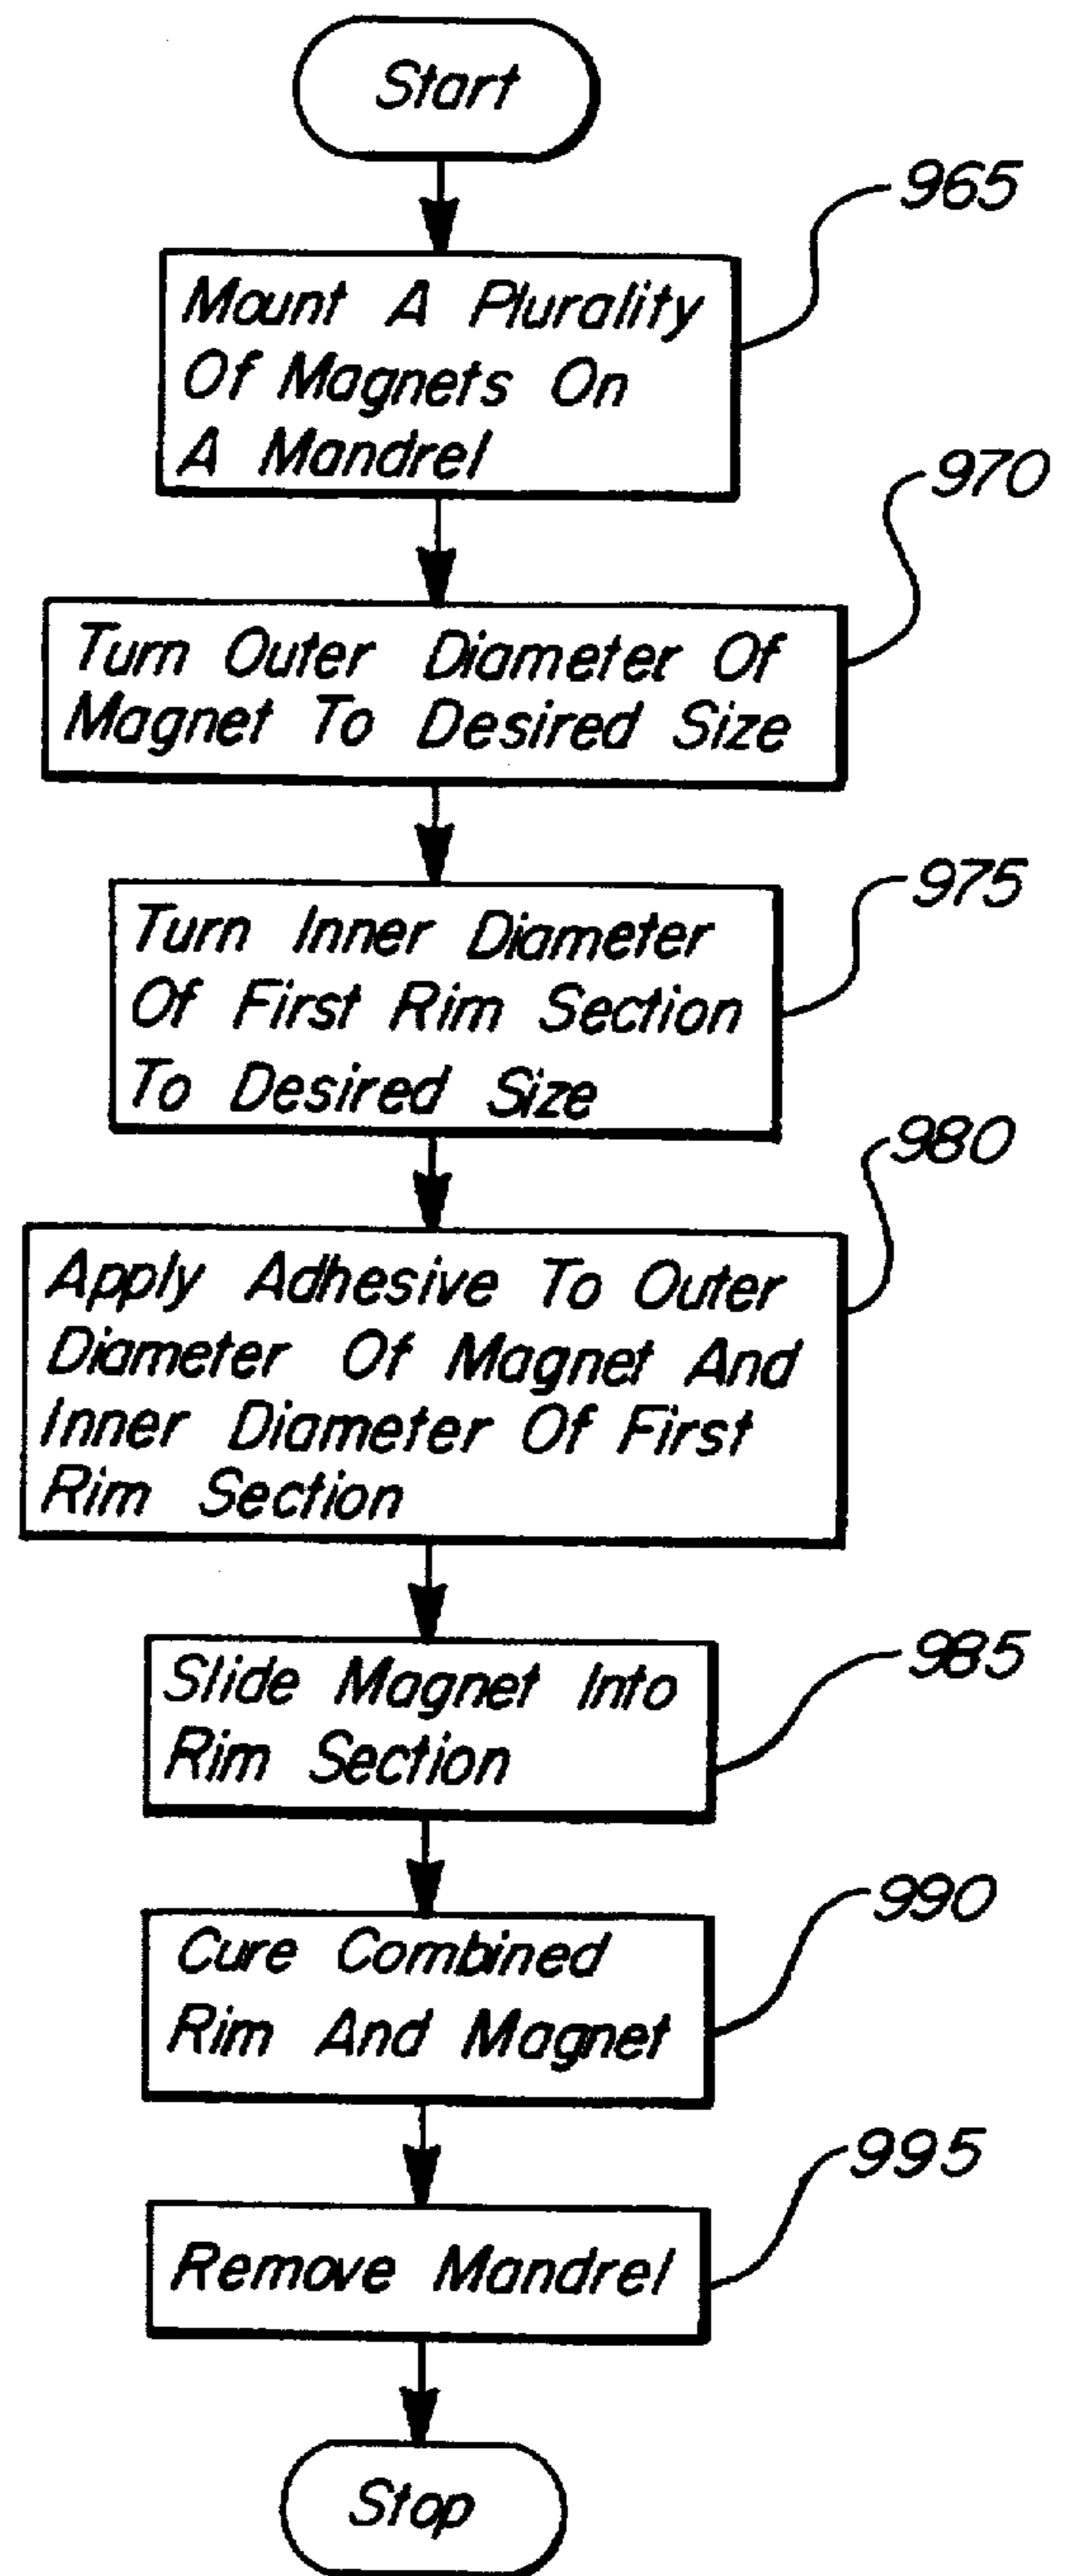 Start
965
Mount A Plurality
Of Magnets On
A Mandrel
970
Turn Outer Diameter Of
Magnet To Desired Size
975
Turn Inner Diameter
Of First Rim Section
To Desired Size
980
Apply Adhesive To Outer
Diameter Of Magnet And
Inner Diameter Of First
Rim Section
985
Slide Magnet Into
Rim Section
990
Cure Combined
Rim And Magnet
995
Remove Mandrel
Stop